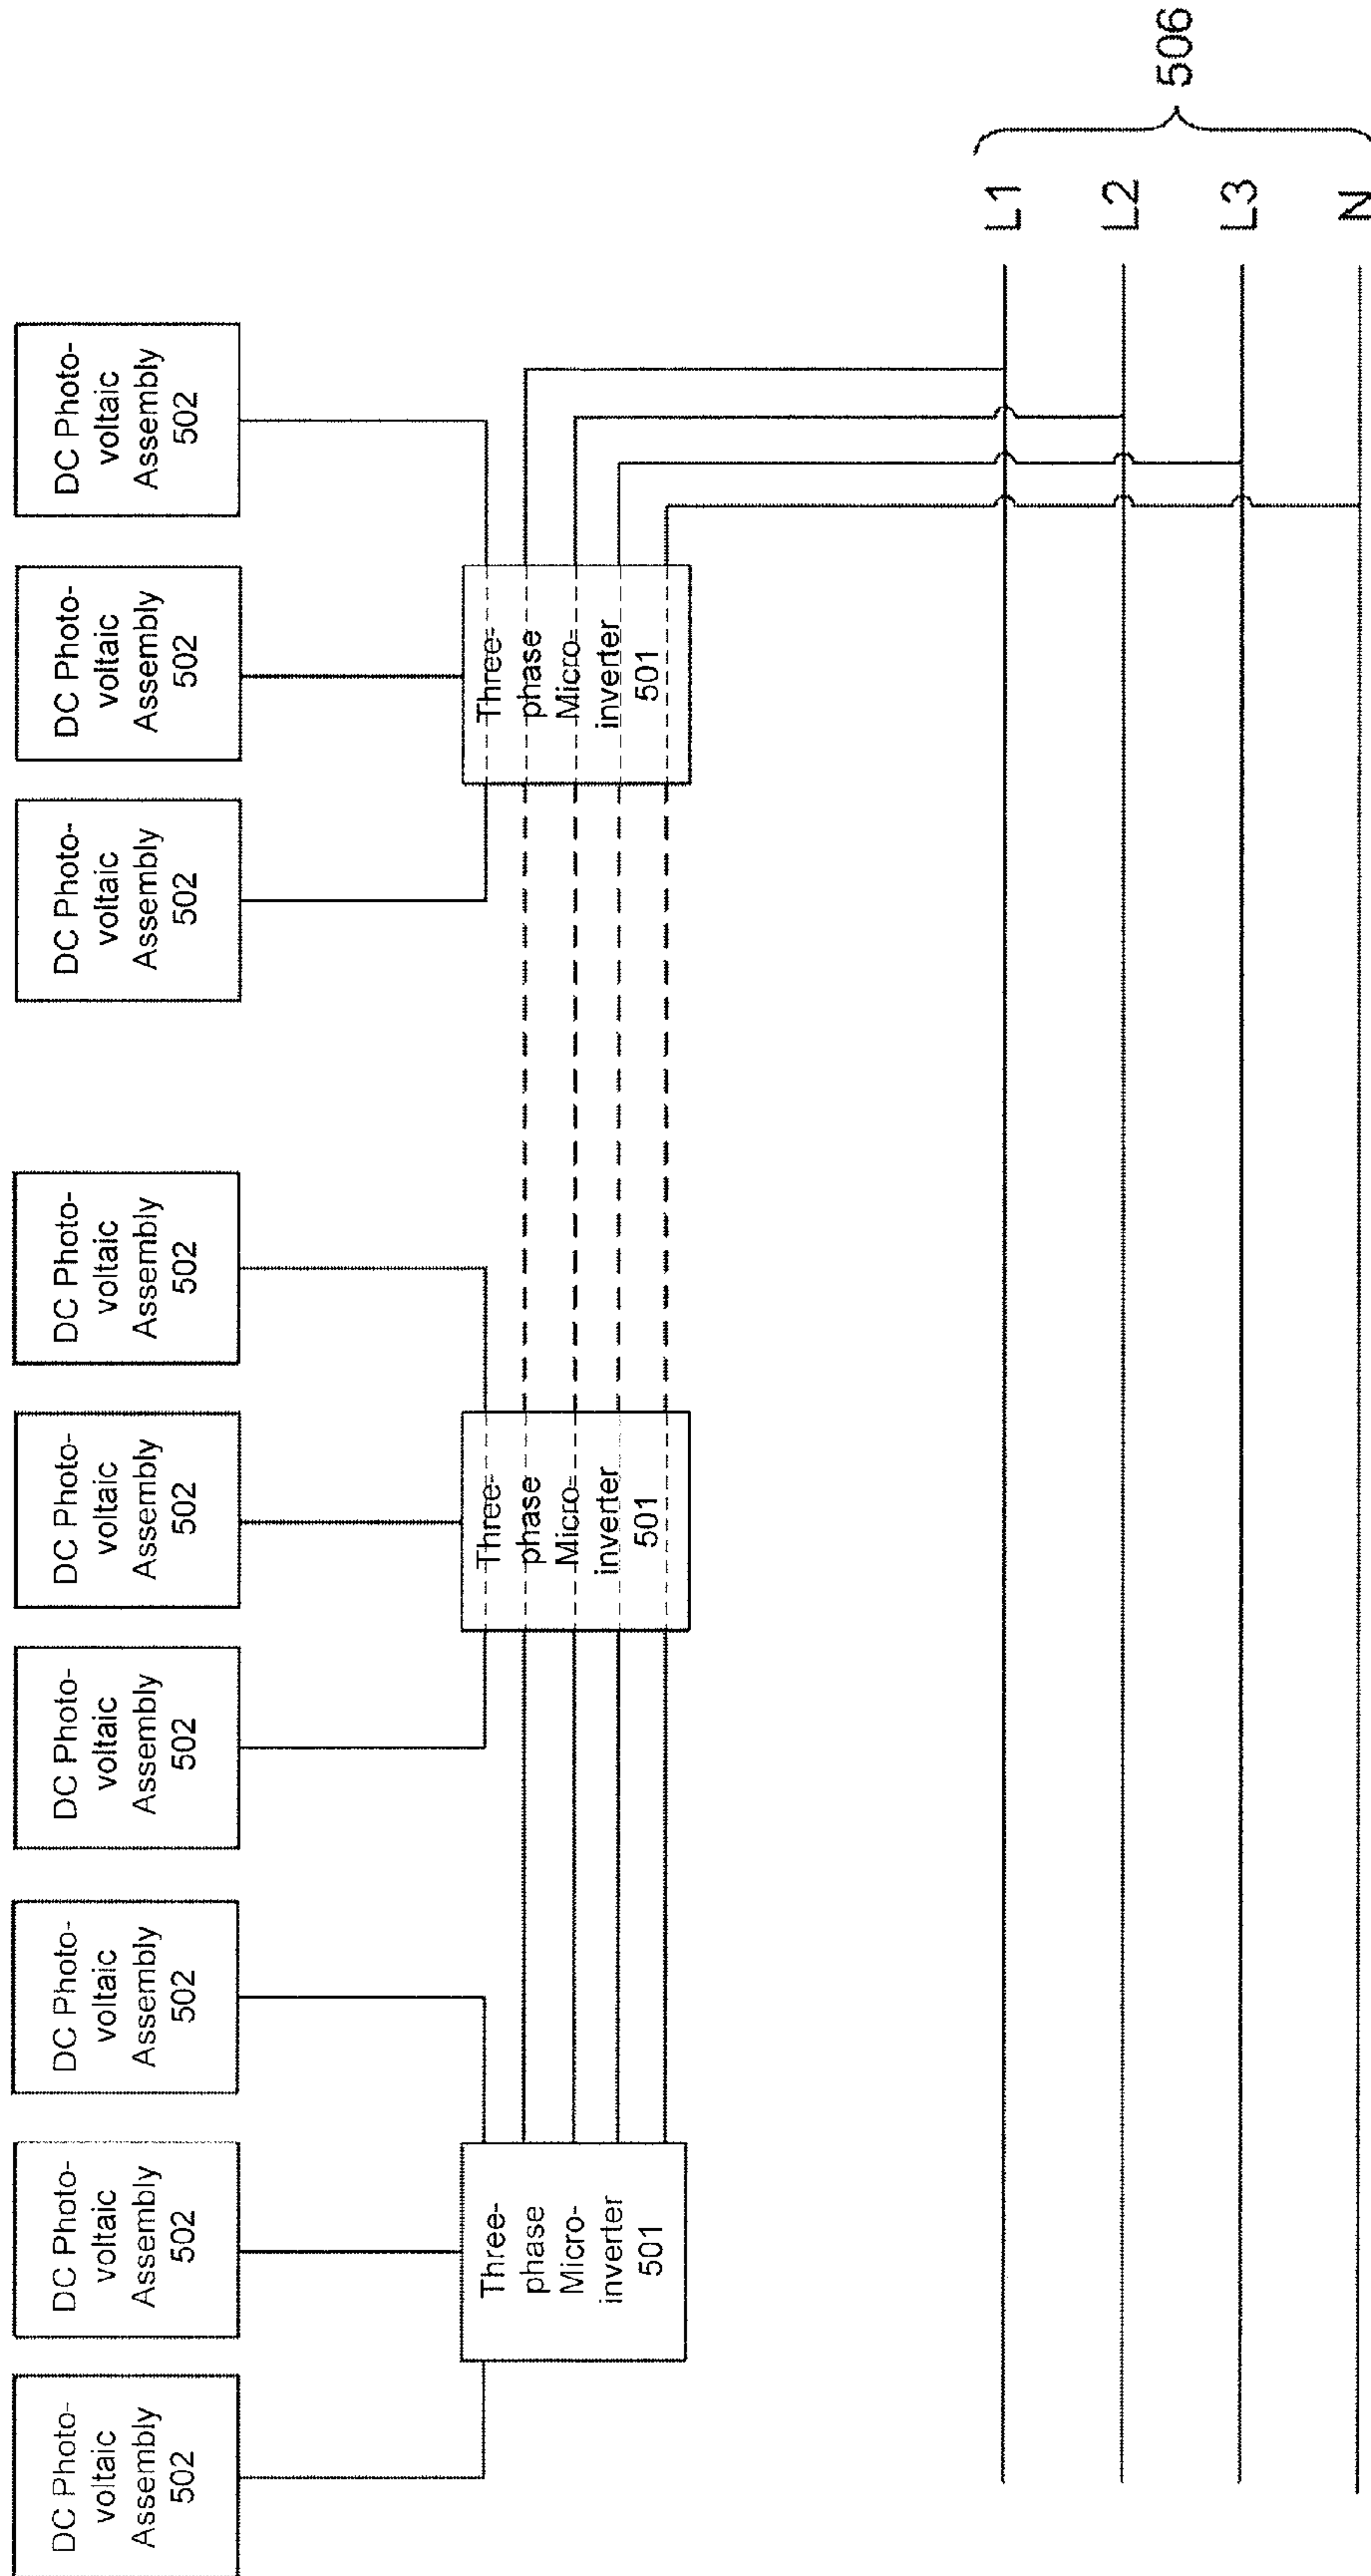 DC Photo-
voltaic
Assembly
502
DC Photo-
voltaic
Assembly
502
DC Photo-
voltaic
Assembly
502
DC Photo-
voltaic
Assembly
502
DC Photo-
voltaic
Assembly
502
DC Photo-
voltaic
Assembly
502
DC Photo-
voltaic
Assembly
502
DC Photo-
voltaic
Assembly
502
DC Photo-
voltaic
Assembly
502
Three-
phase
Micro-
inverter
501
Three-
phase
Micro-
inverter
501
Three-
phase
Micro-
inverter
501
L1
L2
L3
N
506